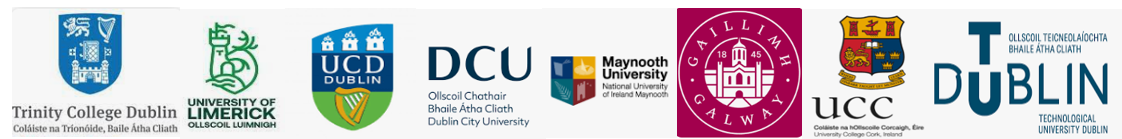 Trinity College Dublin
Coláiste na Tríonóide, Baile Átha Cliath
UNIVERSITY OF
LIMERICK
OLLSCOIL LUIMNIGH
UCD
DUBLIN
DCU
Ollscoil Chathair
Bhaile Átha Cliath
Dublin City University
Maynooth
University
National University
of Ireland Maynooth
GAILLIMH
18 45
GALWAY
UCC
Coláiste na hOllscoile Corcaigh, Éire
University College Cork, Ireland
OLLSCOIL TEICNEOLAÍOCHTA
BHAILE ÁTHA CLIATH
TU
DUBLIN
TECHNOLOGICAL
UNIVERSITY DUBLIN